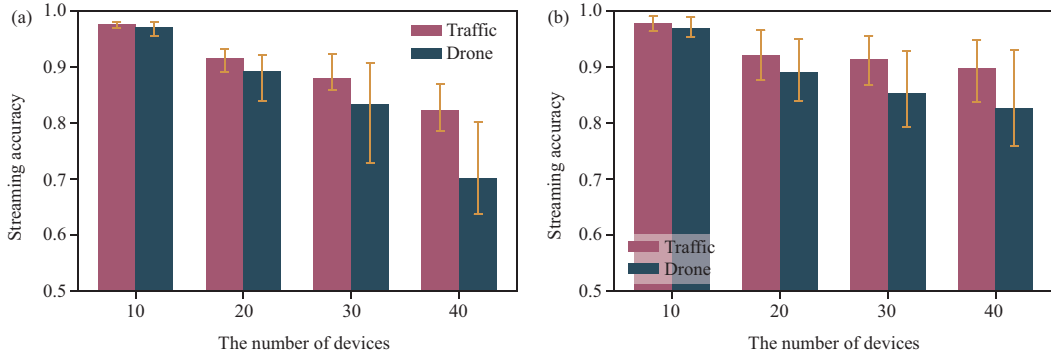 (a)
Streaming accuracy
1.0
0.9
0.8
0.7
0.6
0.5
Traffic
Drone
10 20 30 40
The number of devices
(b)
Streaming accuracy
1.0
0.9
0.8
0.7
0.6
0.5
Traffic
Drone
10 20 30 40
The number of devices